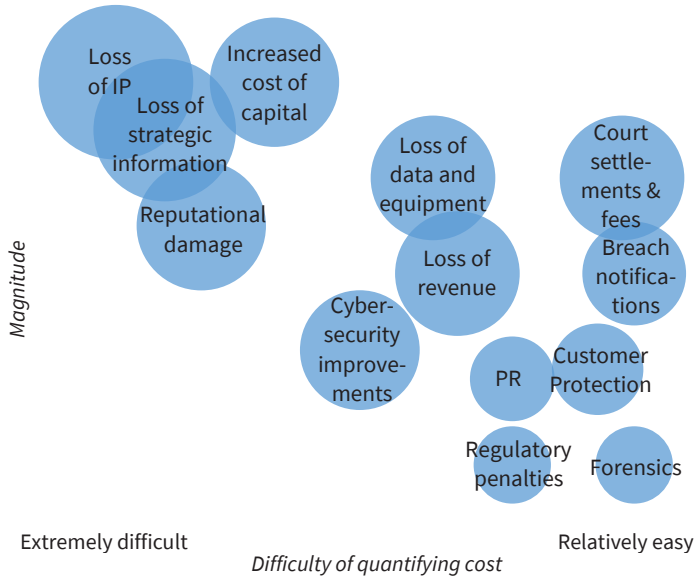 Loss
of IP
Increased
cost of
capital
Loss of
strategic
information
Reputational
damage
Loss of
data and
equipment
Court
settle-
ments &
fees
Loss of
revenue
Breach
notifica-
tions
Cyber-
security
improve-
ments
PR
Customer
Protection
Regulatory
penalties
Forensics
Magnitude
Extremely difficult
Relatively easy
Difficulty of quantifying cost